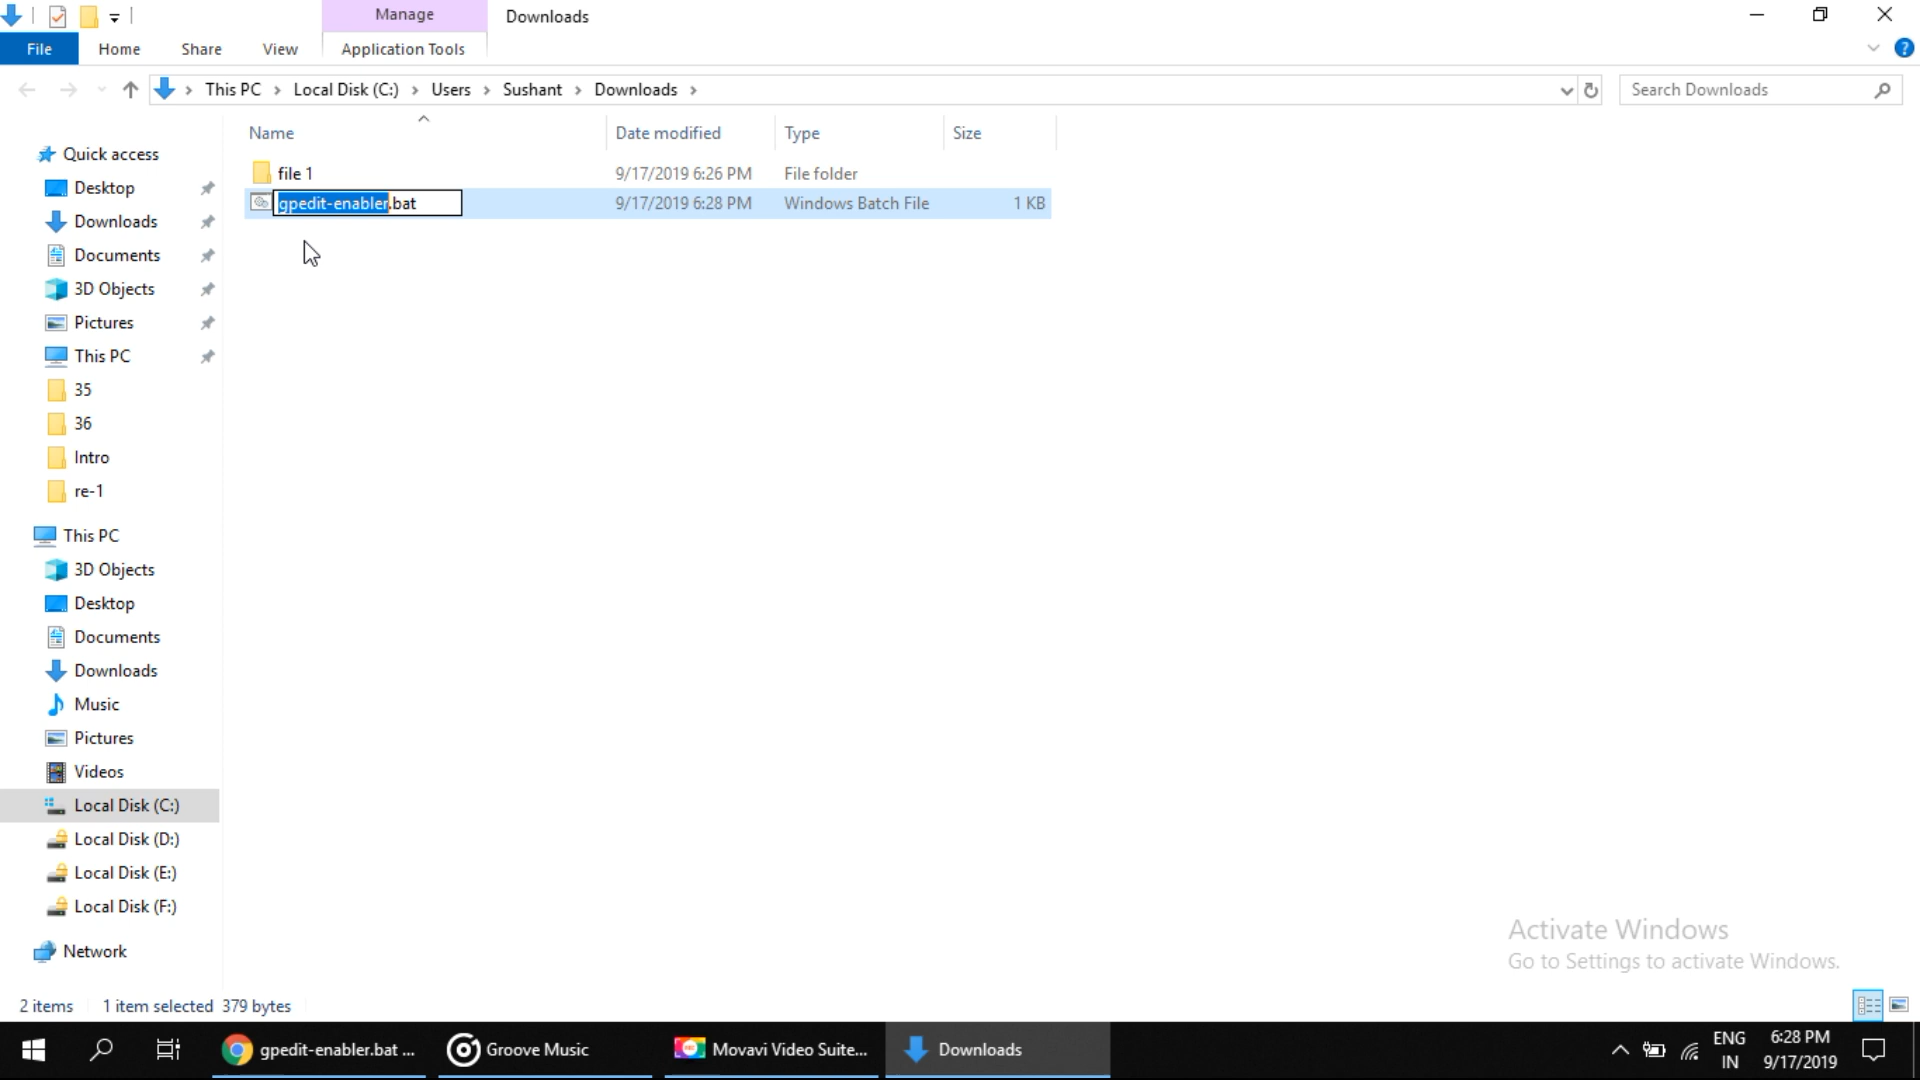 Manage
Downloads
File
Home
Share
View
Application Tools
This PC
Local Disk (C:)
Users
Sushant
Downloads
Search Downloads
Name
Date modified
Type
Size
file 1
9/17/2019 6:26 PM
File folder
gpedit-enabler.bat
9/17/2019 6:28 PM
Windows Batch File
1 KB
Quick access
Desktop
Downloads
Documents
3D Objects
Pictures
This PC
35
36
Intro
re-1
This PC
3D Objects
Desktop
Documents
Downloads
Music
Pictures
Videos
Local Disk (C:)
Local Disk (D:)
Local Disk (E:)
Local Disk (F:)
Network
Activate Windows
Go to Settings to activate Windows.
2 items
1 item selected 379 bytes
gpedit-enabler.bat ...
Groove Music
Movavi Video Suite...
Downloads
ENG
IN
6:28 PM
9/17/2019